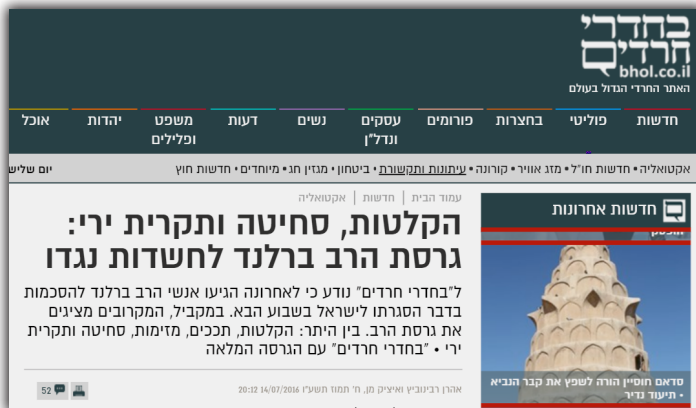 בחדרי
חרדים
bhol.co.il
האתר החרדי הגדול בעולם
חדשות
פוליטי
בחצרות
פורומים
עסקים
ונדל"ן
נשים
דעות
משפט
ופלילים
יהדות
אוכל
אקטואליה • חדשות חו"ל • מזג אוויר • קורונה • עיתונות ותקשורת • ביטחון • מגזין חג • מיוחדים • חדשות חוץ
יום שליש
עמוד הבית | חדשות | אקטואליה
הקלטות, סחיטה ותקרית ירי:
גרסת הרב ברלנד לחשדות נגדו
ל"בחדרי חרדים" נודע כי לאחרונה הגיעו אנשי הרב ברלנד להסכמות
בדבר הסגרתו לישראל בשבוע הבא. במקביל, המקורבים מציגים
את גרסת הרב. בין היתר: הקלטות, תככים, מזימות, סחיטה ותקרית
ירי • "בחדרי חרדים" עם הגרסה המלאה
אהרן רבינוביץ ואיציק מן, ח' תמוז תשע"ו 14/07/2016 20:12
52
חדשות אחרונות
סדאם חוסיין הורה לשפץ את קבר הנביא
• תיעוד נדיר